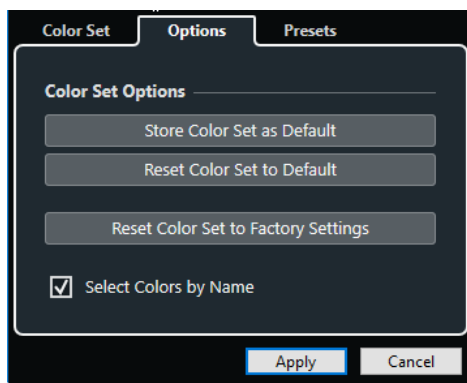 Color Set Options Presets
Color Set Options
Store Color Set as Default
Reset Color Set to Default
Reset Color Set to Factory Settings
Select Colors by Name
Apply Cancel